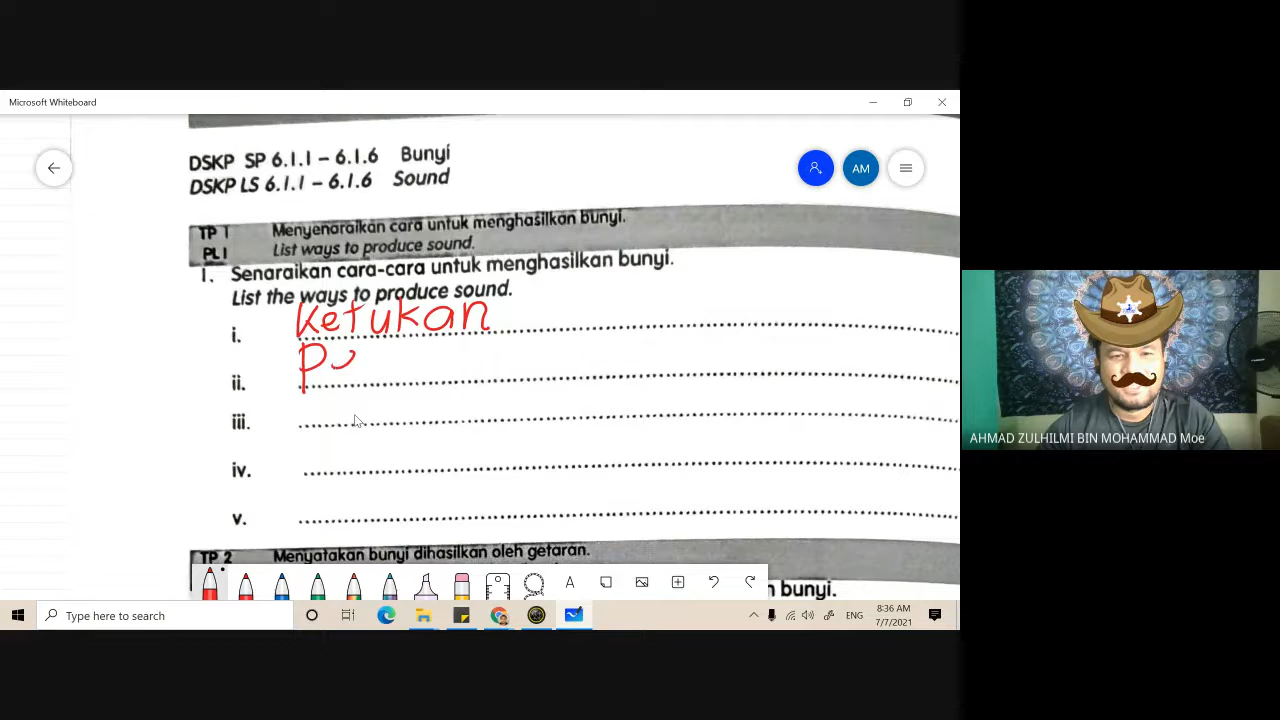 Microsoft Whiteboard
DSKP SP 6.1.1 – 6.1.6 Bunyi
DSKP LS 6.1.1 – 6.1.6 Sound
AM
TP 1 Menyenaraikan cara untuk menghasilkan bunyi.
PL 1 List ways to produce sound.
1. Senaraikan cara-cara untuk menghasilkan bunyi.
List the ways to produce sound.
i. Ketukan
ii. P
iii.
iv.
v.
AHMAD ZULHILMI BIN MOHAMMAD Moe
TP 2 Menyatakan bunyi dihasilkan oleh getaran.
n bunyi.
A
Type here to search
ENG
8:36 AM
7/7/2021